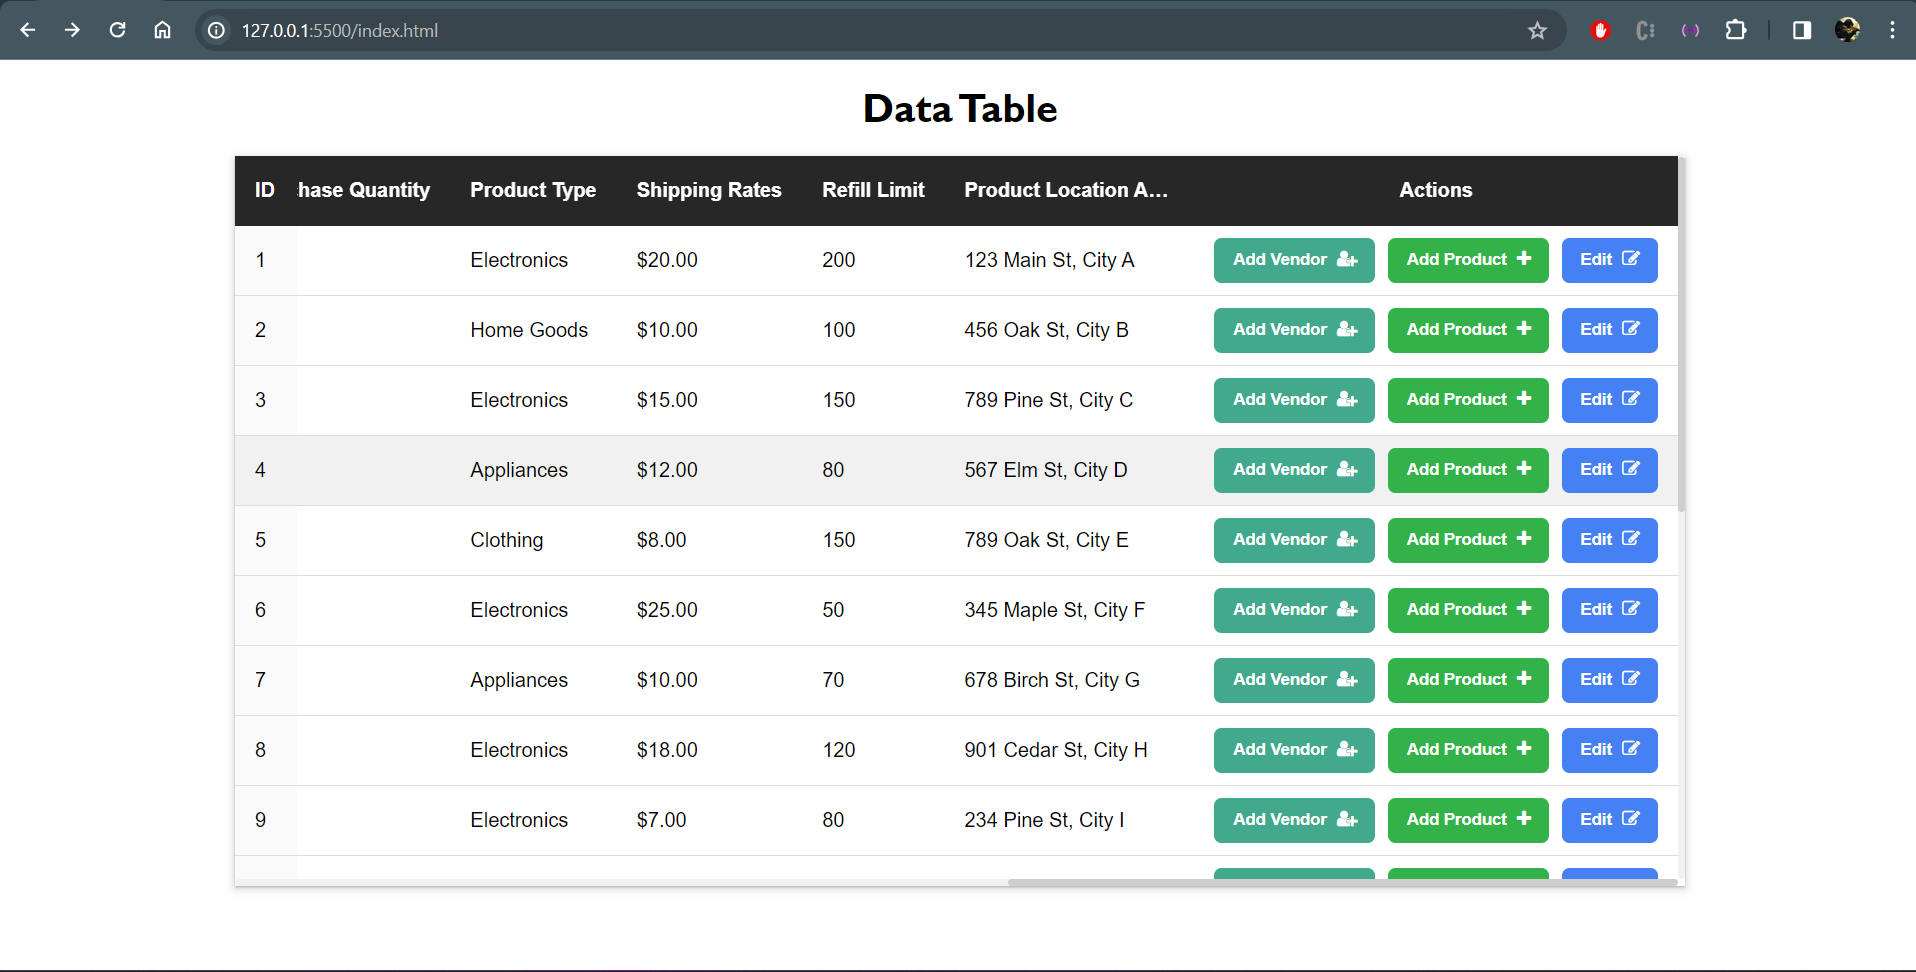 127.0.0.1:5500/index.html
Data Table
ID hase Quantity Product Type Shipping Rates Refill Limit Product Location A... Actions
1 Electronics $20.00 200 123 Main St, City A Add Vendor Add Product Edit
2 Home Goods $10.00 100 456 Oak St, City B Add Vendor Add Product Edit
3 Electronics $15.00 150 789 Pine St, City C Add Vendor Add Product Edit
4 Appliances $12.00 80 567 Elm St, City D Add Vendor Add Product Edit
5 Clothing $8.00 150 789 Oak St, City E Add Vendor Add Product Edit
6 Electronics $25.00 50 345 Maple St, City F Add Vendor Add Product Edit
7 Appliances $10.00 70 678 Birch St, City G Add Vendor Add Product Edit
8 Electronics $18.00 120 901 Cedar St, City H Add Vendor Add Product Edit
9 Electronics $7.00 80 234 Pine St, City I Add Vendor Add Product Edit